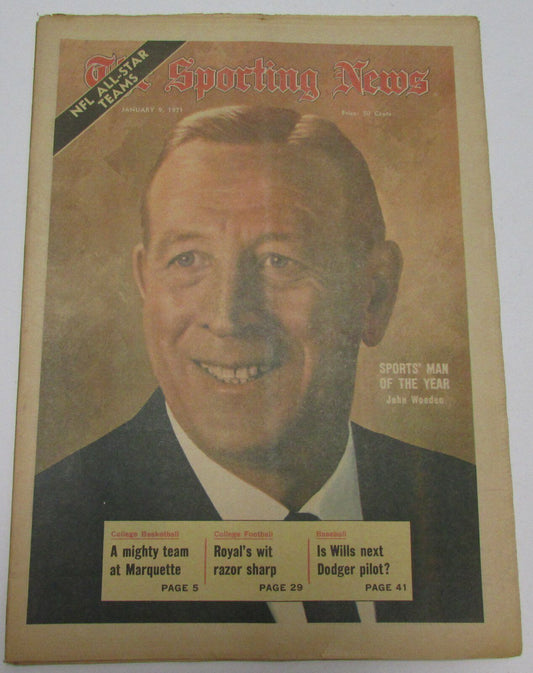 The Sporting News
NFL ALL-STAR
TEAMS
JANUARY 9, 1971
Price: 50 Cents
SPORTS' MAN
OF THE YEAR
John Wooden
College Basketball
A mighty team
at Marquette
PAGE 5
College Football
Royal's wit
razor sharp
PAGE 29
Baseball
Is Wills next
Dodger pilot?
PAGE 41